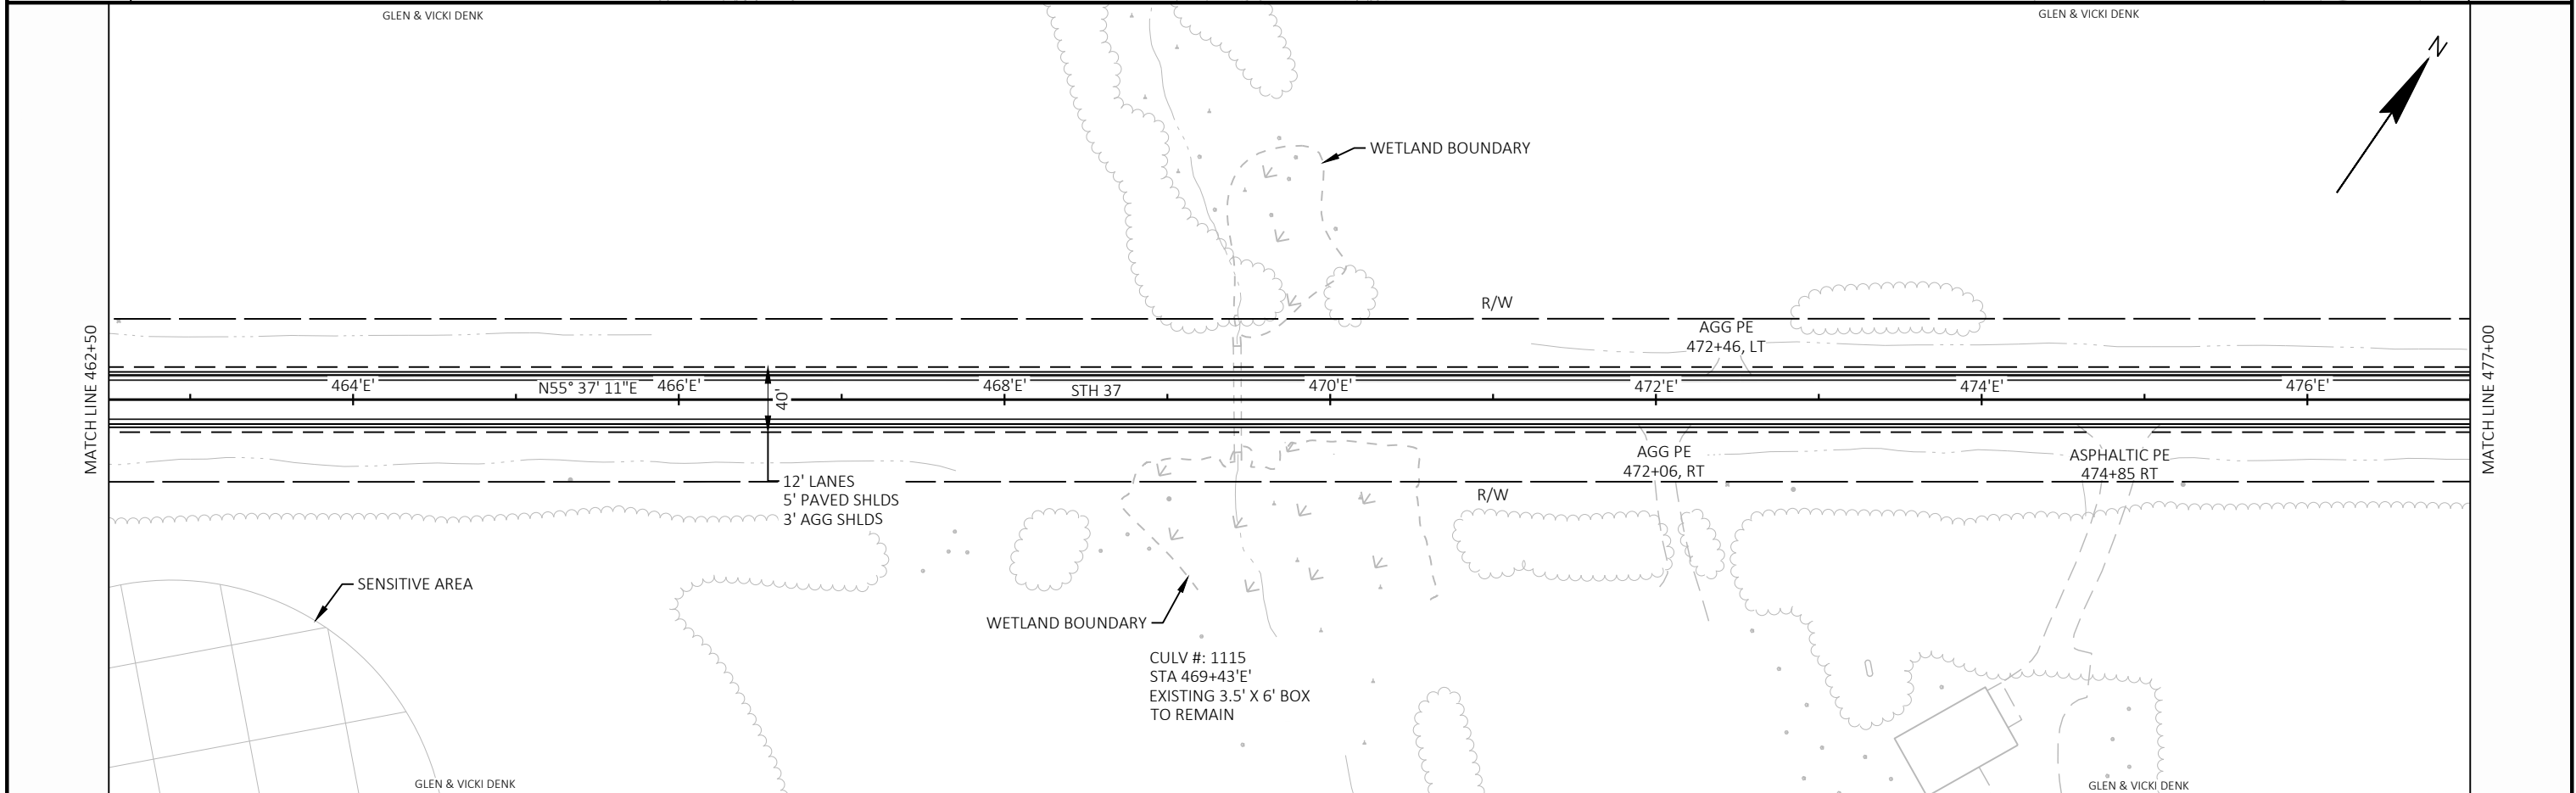 GLEN & VICKI DENK
GLEN & VICKI DENK
N
WETLAND BOUNDARY
R/W
AGG PE
472+46, LT
MATCH LINE 462+50
MATCH LINE 477+00
464'E'
N55° 37' 11"E
466'E'
468'E'
STH 37
470'E'
472'E'
474'E'
476'E'
40'
AGG PE
472+06, RT
ASPHALTIC PE
474+85 RT
12' LANES
5' PAVED SHLDS
3' AGG SHLDS
R/W
SENSITIVE AREA
WETLAND BOUNDARY
CULV #: 1115
STA 469+43'E'
EXISTING 3.5' X 6' BOX
TO REMAIN
GLEN & VICKI DENK
GLEN & VICKI DENK